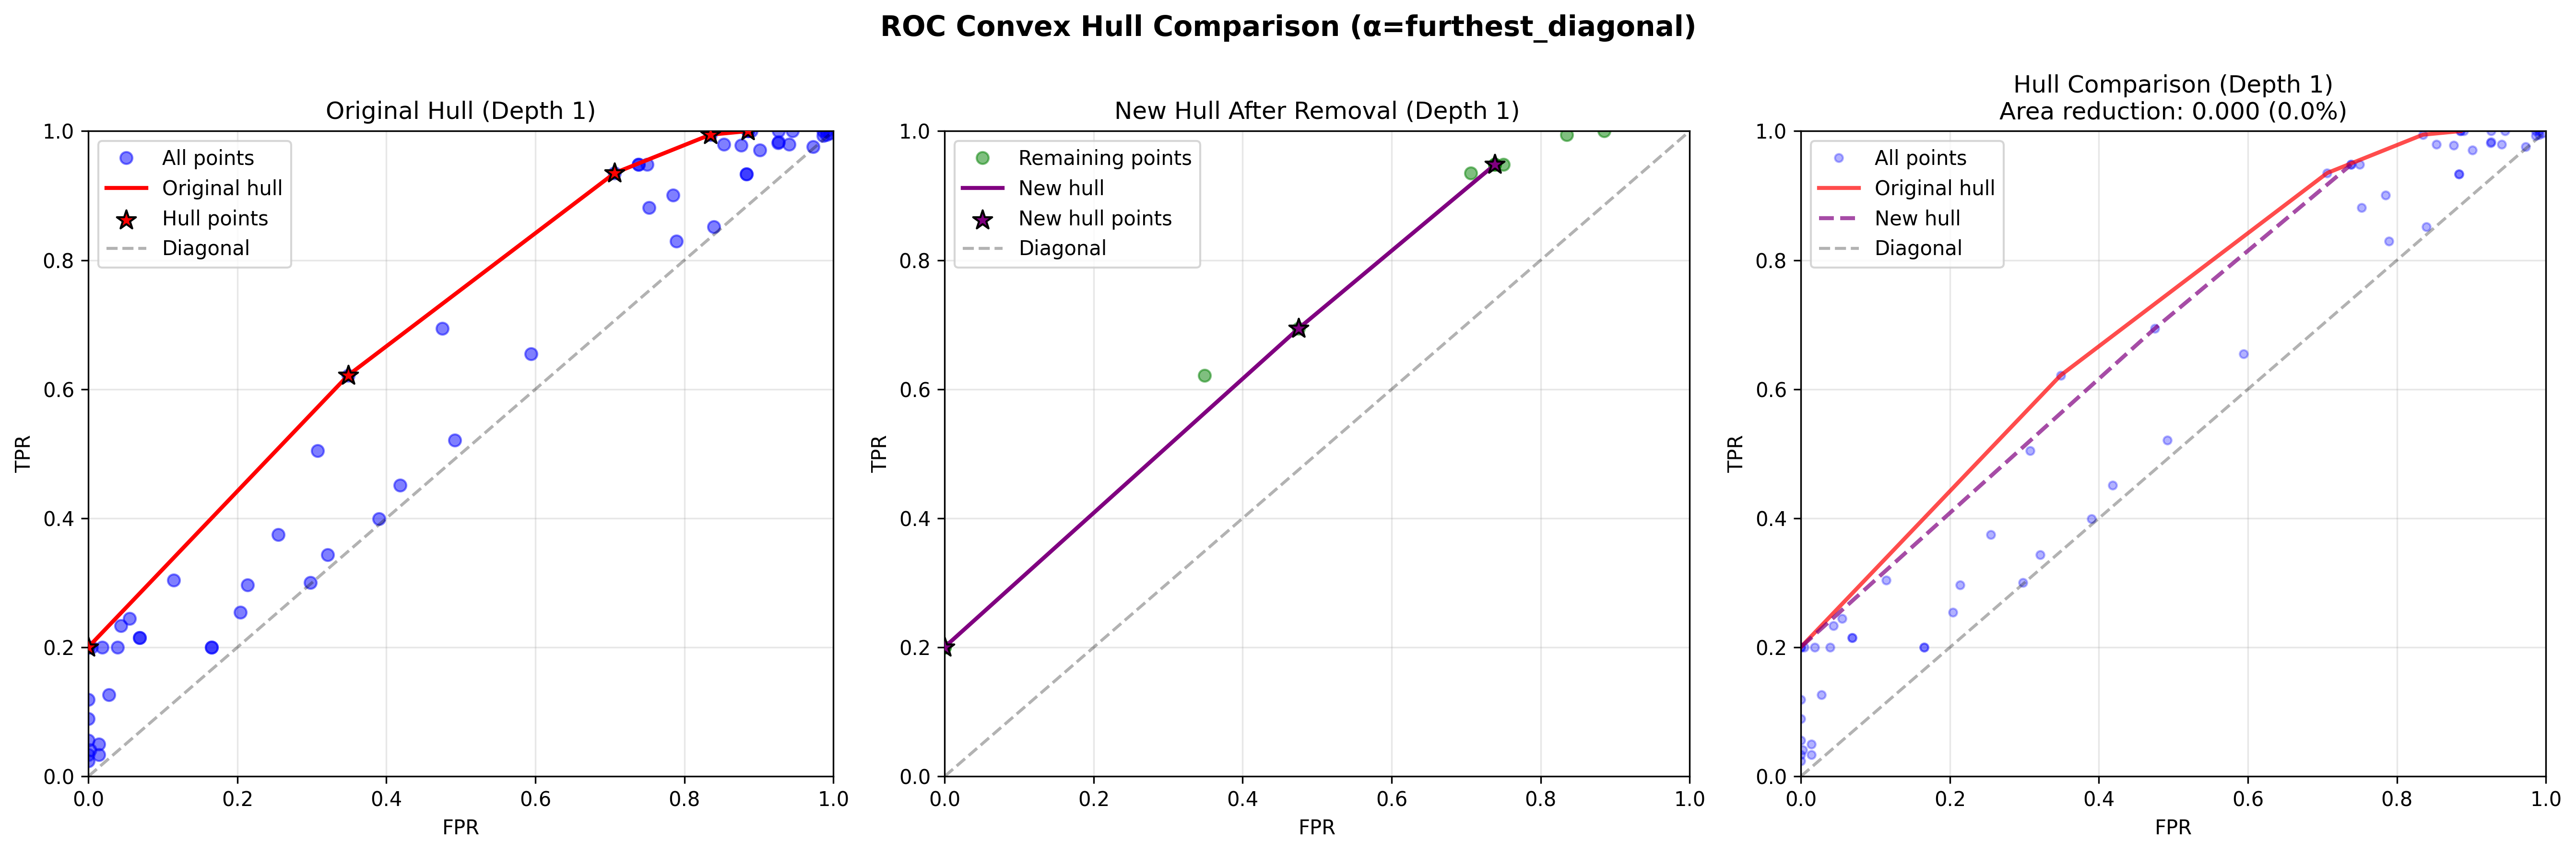 ROC Convex Hull Comparison (α=furthest_diagonal)
Original Hull (Depth 1)
All points
Original hull
Hull points
Diagonal
1.0
0.8
0.6
0.4
0.2
0.0
TPR
0.0 0.2 0.4 0.6 0.8 1.0
FPR
New Hull After Removal (Depth 1)
Remaining points
New hull
New hull points
Diagonal
1.0
0.8
0.6
0.4
0.2
0.0
TPR
0.0 0.2 0.4 0.6 0.8 1.0
FPR
Hull Comparison (Depth 1)
Area reduction: 0.000 (0.0%)
All points
Original hull
New hull
Diagonal
1.0
0.8
0.6
0.4
0.2
0.0
TPR
0.0 0.2 0.4 0.6 0.8 1.0
FPR